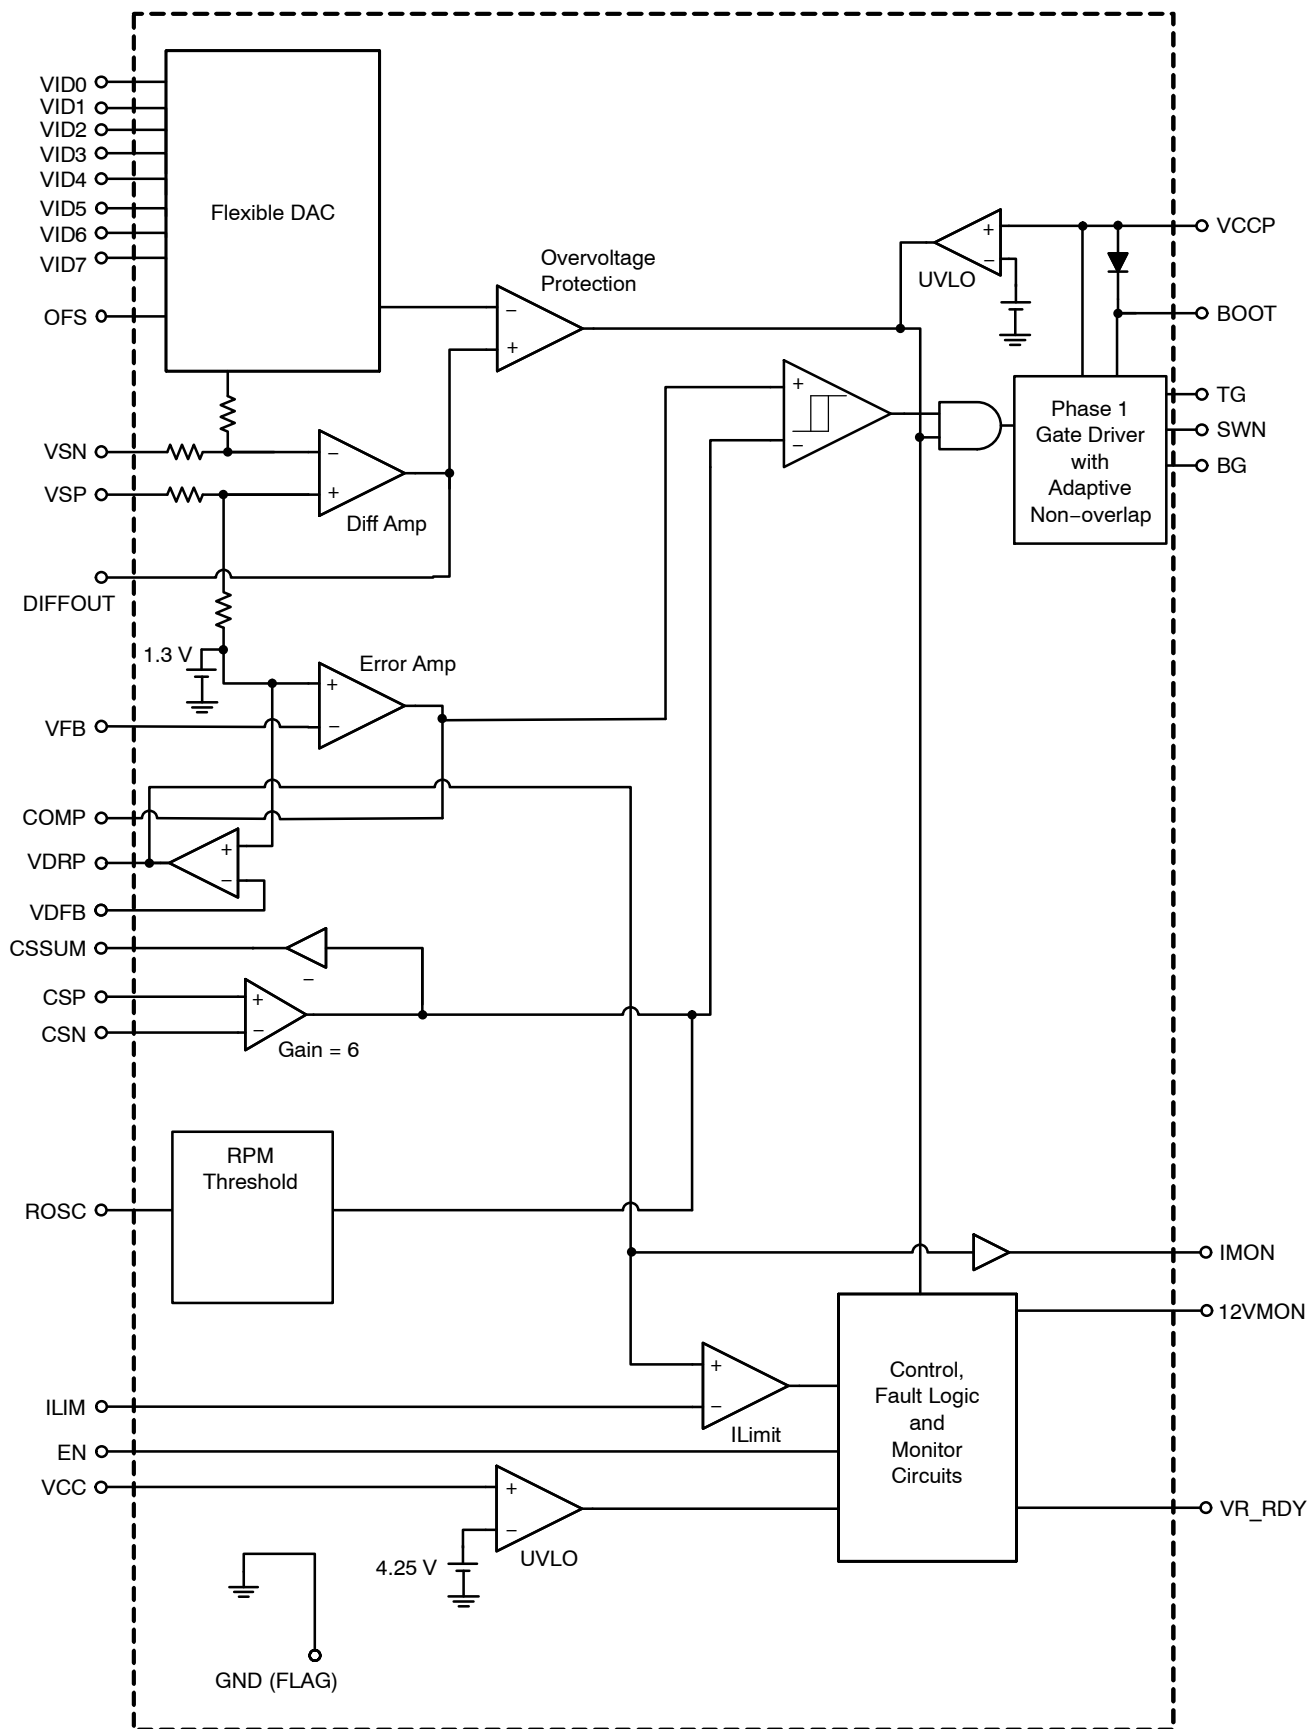 VID0
VID1
VID2
VID3
VID4
VID5
VID6
VID7
OFS
Flexible DAC
Overvoltage
Protection
−
+
+
−
UVLO
VCCP
BOOT
+
−
Phase 1
Gate Driver
with
Adaptive
Non−overlap
TG
SWN
BG
VSN
VSP
−
+
Diff Amp
DIFFOUT
1.3 V
Error Amp
+
−
VFB
COMP
VDRP
+
−
VDFB
CSSUM
−
CSP
CSN
+
−
Gain = 6
RPM
Threshold
ROSC
IMON
12VMON
Control,
Fault Logic
and
Monitor
Circuits
+
−
ILimit
ILIM
EN
VCC
+
−
UVLO
4.25 V
VR_RDY
GND (FLAG)